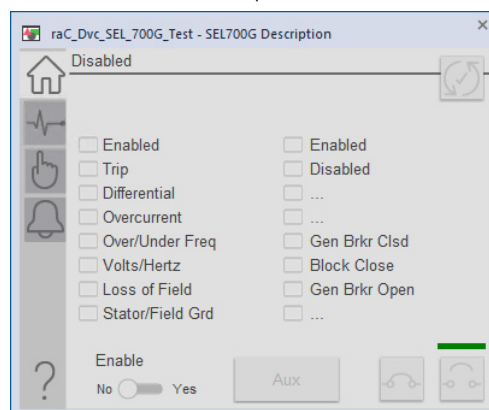 raC_Dvc_SEL_700G_Test - SEL700G Description
Disabled
Enabled
Trip
Differential
Overcurrent
Over/Under Freq
Volts/Hertz
Loss of Field
Stator/Field Grd
Enabled
Disabled
...
...
Gen Brkr Clsd
Block Close
Gen Brkr Open
...
?
Enable
No Yes
Aux